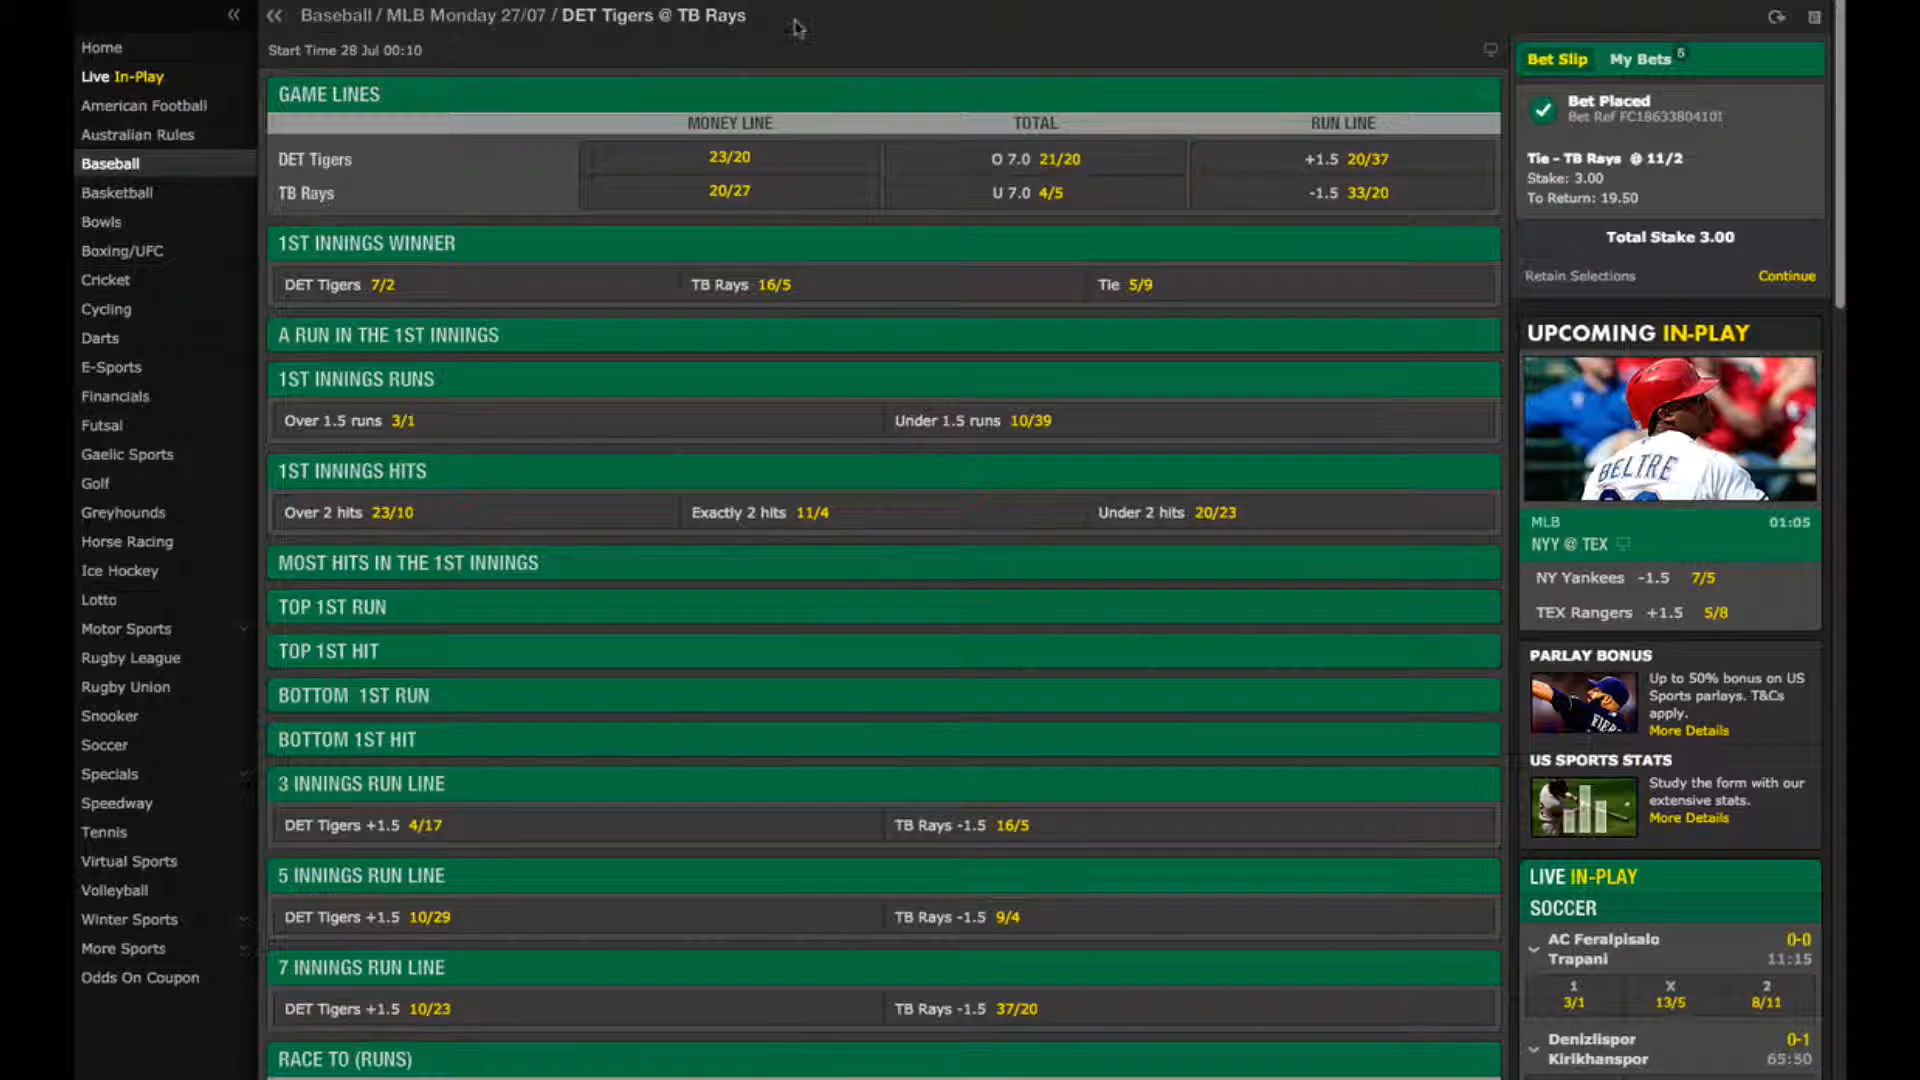 Baseball / MLB Monday 27/07 / DET Tigers @ TB Rays
Start Time 28 Jul 00:10
Home
Live In-Play
American Football
Australian Rules
Baseball
Basketball
Bowls
Boxing/UFC
Cricket
Cycling
Darts
E-Sports
Financials
Futsal
Gaelic Sports
Golf
Greyhounds
Horse Racing
Ice Hockey
Lotto
Motor Sports
Rugby League
Rugby Union
Snooker
Soccer
Specials
Speedway
Tennis
Virtual Sports
Volleyball
Winter Sports
More Sports
Odds On Coupon
GAME LINES
MONEY LINE TOTAL RUN LINE
DET Tigers 23/20 O 7.0 21/20 +1.5 20/37
TB Rays 20/27 U 7.0 4/5 -1.5 33/20
1ST INNINGS WINNER
DET Tigers 7/2 TB Rays 16/5 Tie 5/9
A RUN IN THE 1ST INNINGS
1ST INNINGS RUNS
Over 1.5 runs 3/1 Under 1.5 runs 10/39
1ST INNINGS HITS
Over 2 hits 23/10 Exactly 2 hits 11/4 Under 2 hits 20/23
MOST HITS IN THE 1ST INNINGS
TOP 1ST RUN
TOP 1ST HIT
BOTTOM 1ST RUN
BOTTOM 1ST HIT
3 INNINGS RUN LINE
DET Tigers +1.5 4/17 TB Rays -1.5 16/5
5 INNINGS RUN LINE
DET Tigers +1.5 10/29 TB Rays -1.5 9/4
7 INNINGS RUN LINE
DET Tigers +1.5 10/23 TB Rays -1.5 37/20
RACE TO (RUNS)
Bet Slip My Bets 5
Bet Placed
Bet Ref FC1863380410I
Tie - TB Rays @ 11/2
Stake: 3.00
To Return: 19.50
Total Stake 3.00
Retain Selections Continue
UPCOMING IN-PLAY
BELTRE
MLB 01:05
NYY @ TEX
NY Yankees -1.5 7/5
TEX Rangers +1.5 5/8
PARLAY BONUS
Up to 50% bonus on US
Sports parlays. T&Cs
apply.
More Details
US SPORTS STATS
Study the form with our
extensive stats.
More Details
LIVE IN-PLAY
SOCCER
AC Feralpisalo 0-0
Trapani 11:15
1 X 2
3/1 13/5 8/11
Denizlispor 0-1
Kirikhanspor 65:50